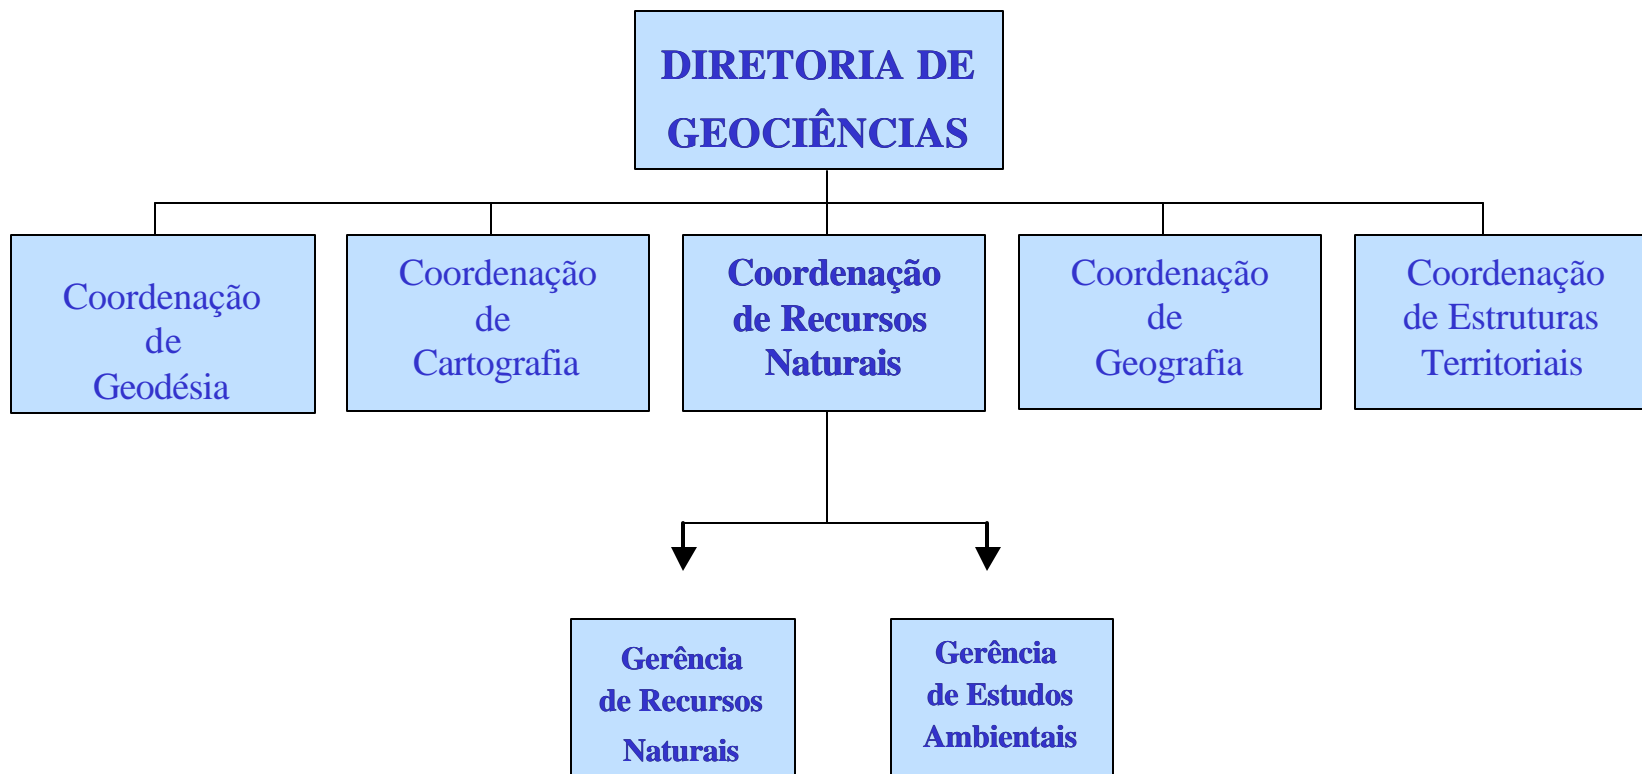 DIRETORIA DE
GEOCIÊNCIAS
Coordenação
de
Geodésia
Coordenação
de
Cartografia
Coordenação
de Recursos
Naturais
Coordenação
de
Geografia
Coordenação
de Estruturas
Territoriais
Gerência
de Recursos
Naturais
Gerência
de Estudos
Ambientais